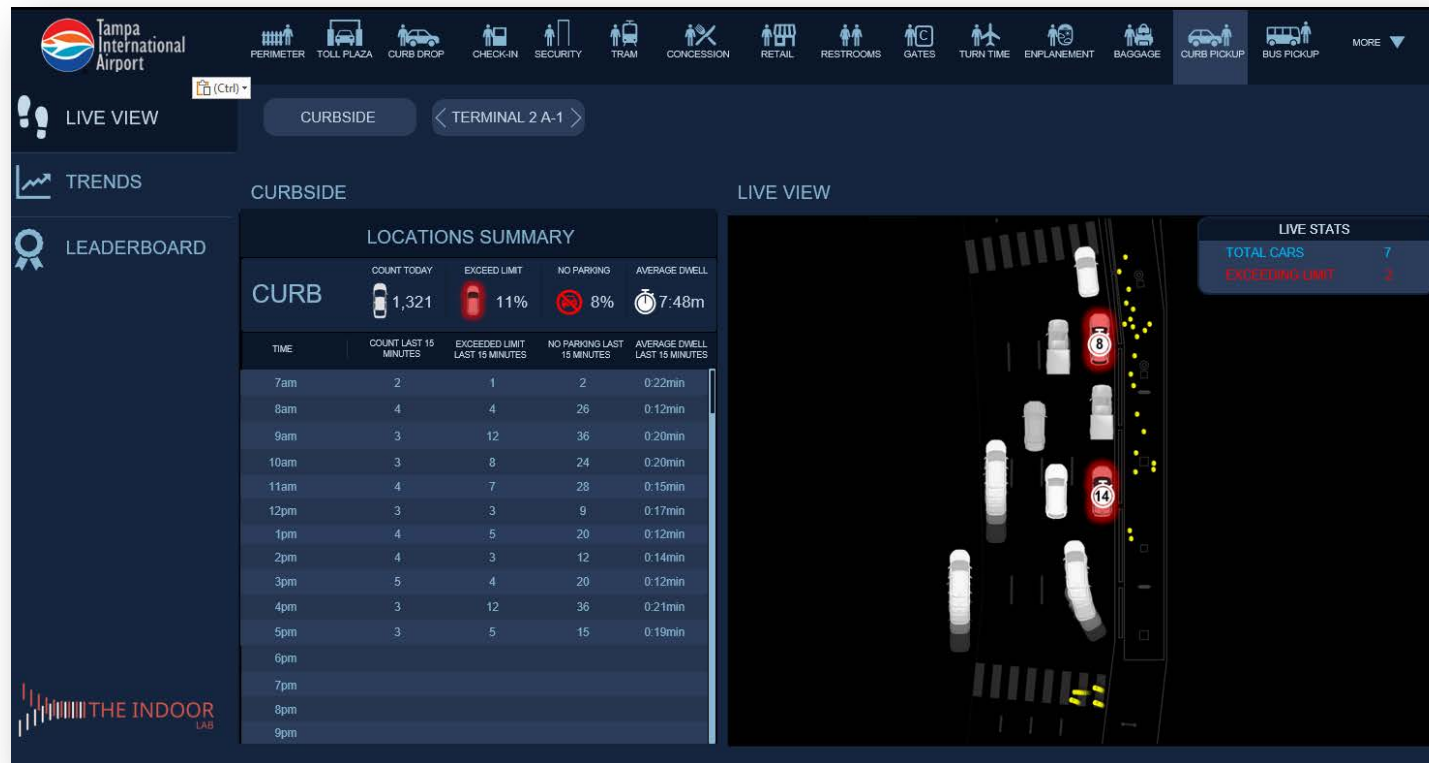 Tampa
International
Airport
PERIMETER TOLL PLAZA CURB DROP CHECK-IN SECURITY TRAM CONCESSION RETAIL RESTROOMS GATES TURN TIME ENPLANEMENT BAGGAGE CURB PICKUP BUS PICKUP MORE
C
(Ctrl)
LIVE VIEW
TRENDS
LEADERBOARD
CURBSIDE
TERMINAL 2 A-1
CURBSIDE
LOCATIONS SUMMARY
COUNT TODAY EXCEED LIMIT NO PARKING AVERAGE DWELL
CURB 1,321 11% 8% 7:48m
TIME COUNT LAST 15 MINUTES EXCEEDED LIMIT LAST 15 MINUTES NO PARKING LAST 15 MINUTES AVERAGE DWELL LAST 15 MINUTES
7am 2 1 2 0:22min
8am 4 4 26 0:12min
9am 3 12 36 0:20min
10am 3 8 24 0:20min
11am 4 7 28 0:15min
12pm 3 3 9 0:17min
1pm 4 5 20 0:12min
2pm 4 3 12 0:14min
3pm 5 4 20 0:12min
4pm 3 12 36 0:21min
5pm 3 5 15 0:19min
6pm
7pm
8pm
9pm
LIVE VIEW
LIVE STATS
TOTAL CARS 7
EXCEEDING LIMIT 2
8
14
THE INDOOR
LAB